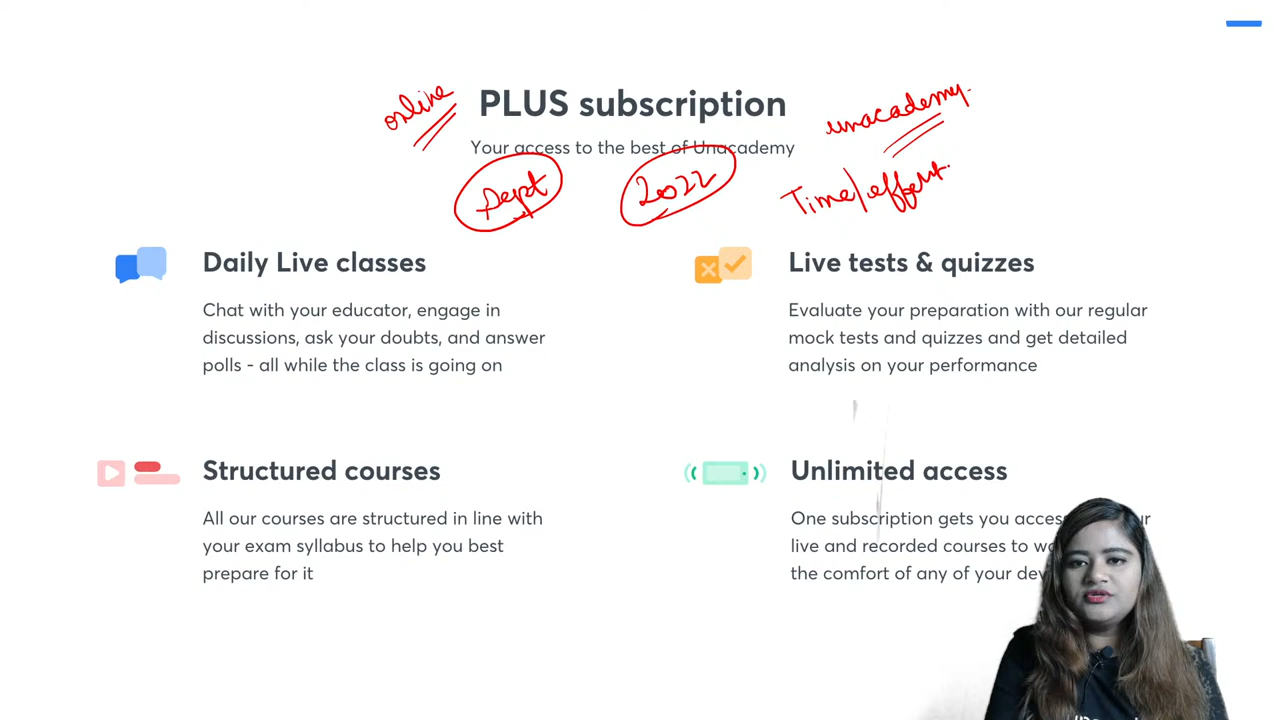 online
PLUS subscription
unacademy.
Your access to the best of Unacademy
Sept
2022
Time/effort.
Daily Live classes
Chat with your educator, engage in
discussions, ask your doubts, and answer
polls - all while the class is going on
Live tests & quizzes
Evaluate your preparation with our regular
mock tests and quizzes and get detailed
analysis on your performance
Structured courses
All our courses are structured in line with
your exam syllabus to help you best
prepare for it
Unlimited access
One subscription gets you
live and recorded courses to
the comfort of any of your